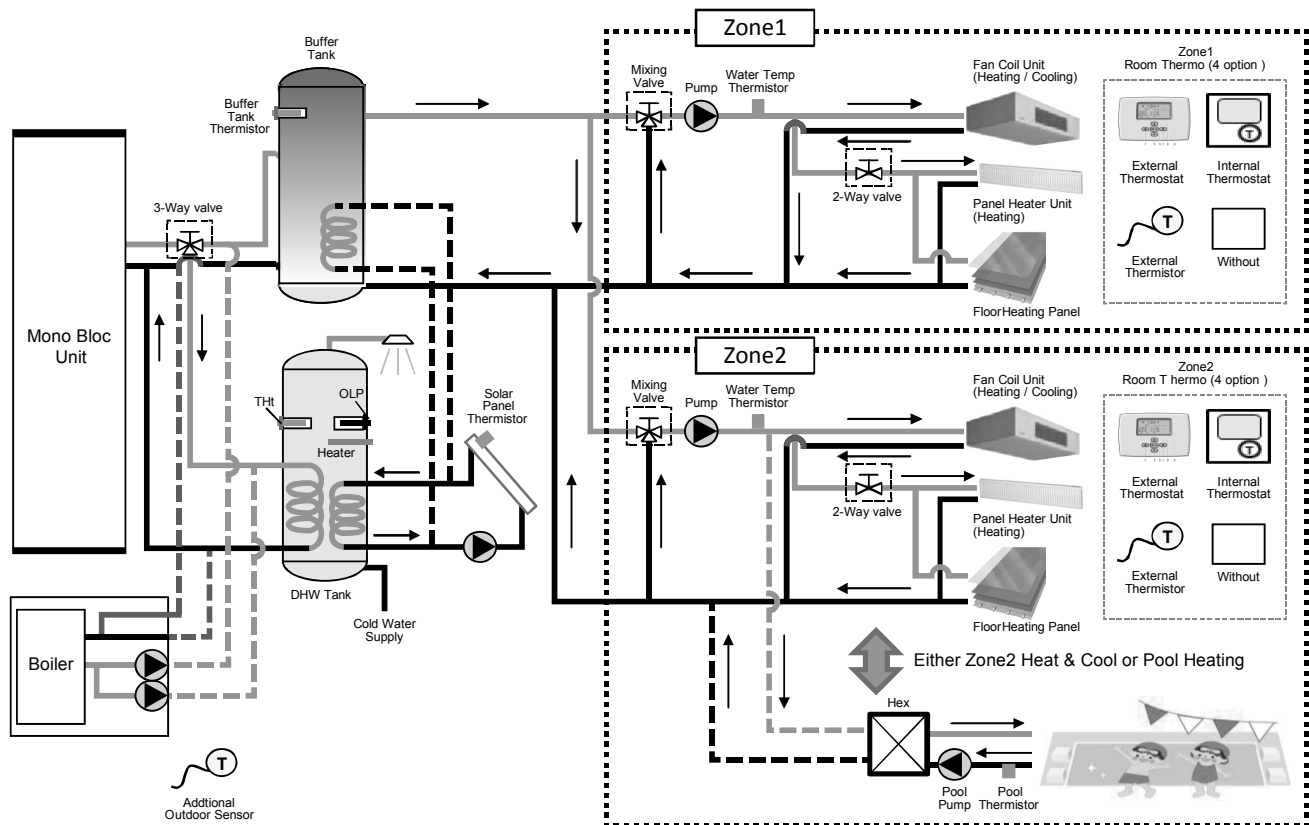 Zone1
Buffer
Tank
Buffer
Tank
Thermistor
3-Way valve
Mono Bloc
Unit
THt
OLP
Heater
Solar
Panel
Thermistor
DHW Tank
Cold Water
Supply
Boiler
T
Addtional
Outdoor Sensor
Mixing
Valve
Pump
Water Temp
Thermistor
Fan Coil Unit
(Heating / Cooling)
2-Way valve
Panel Heater Unit
(Heating)
FloorHeating Panel
Zone1
Room Thermo (4 option )
External
Thermostat
T
Internal
Thermostat
T
External
Thermistor
Without
Zone2
Mixing
Valve
Pump
Water Temp
Thermistor
Fan Coil Unit
(Heating / Cooling)
2-Way valve
Panel Heater Unit
(Heating)
FloorHeating Panel
Zone2
Room T hermo (4 option )
External
Thermostat
T
Internal
Thermostat
T
External
Thermistor
Without
Either Zone2 Heat & Cool or Pool Heating
Hex
Pool
Pump
Pool
Thermistor